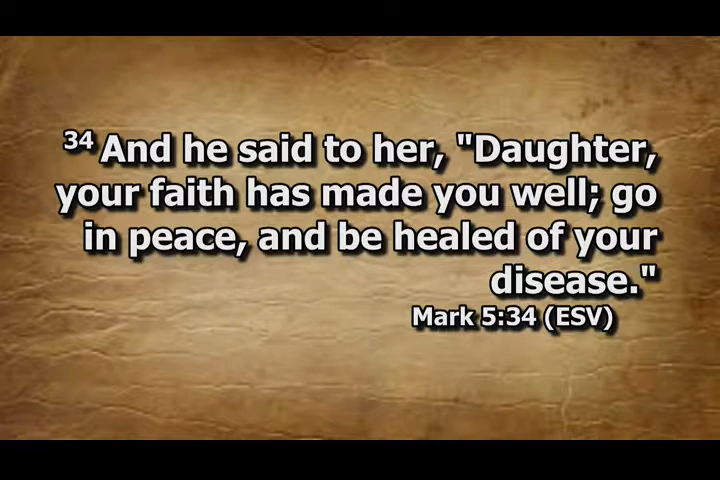 34 And he said to her, "Daughter,
your faith has made you well; go
in peace, and be healed of your
disease."
Mark 5:34 (ESV)